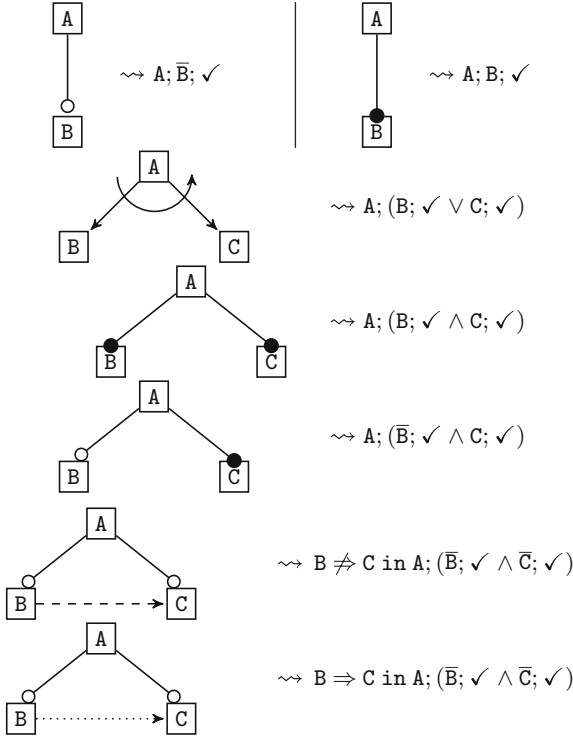 A
A
⇝ A; B̅; ✓
⇝ A; B; ✓
B
B
A
⇝ A; (B; ✓ ∨ C; ✓)
B
C
A
⇝ A; (B; ✓ ∧ C; ✓)
B
C
A
⇝ A; (B̅; ✓ ∧ C; ✓)
B
C
A
⇝ B ⇏ C in A; (B̅; ✓ ∧ C̅; ✓)
B
C
A
⇝ B ⇒ C in A; (B̅; ✓ ∧ C̅; ✓)
B
C